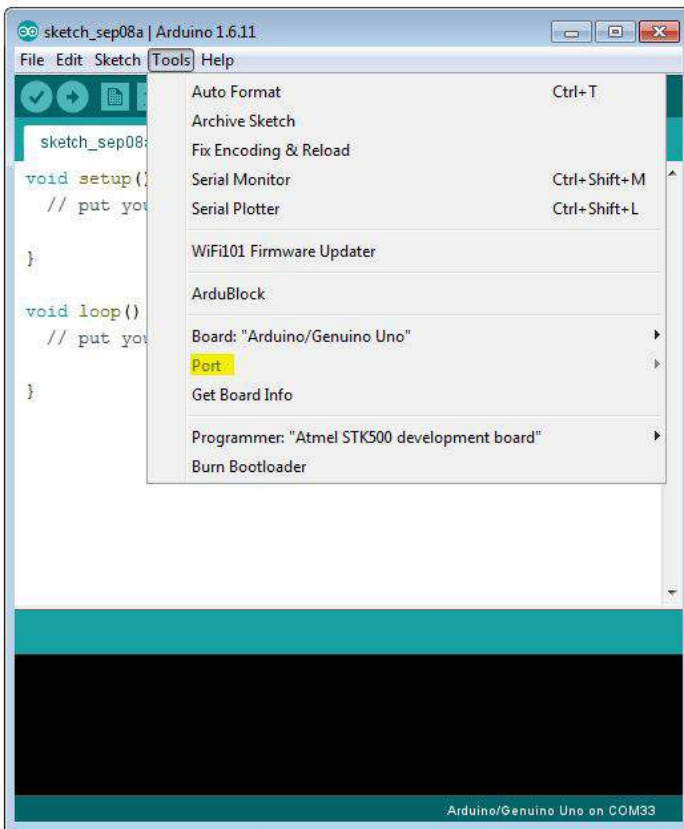 sketch_sep08a | Arduino 1.6.11
File Edit Sketch Tools Help
sketch_sep08a
Auto Format Ctrl+T
Archive Sketch
Fix Encoding & Reload
Serial Monitor Ctrl+Shift+M
Serial Plotter Ctrl+Shift+L
WiFi101 Firmware Updater
ArduBlock
Board: "Arduino/Genuino Uno"
Port
Get Board Info
Programmer: "Atmel STK500 development board"
Burn Bootloader
void setup()
// put you
}
void loop()
// put you
}
Arduino/Genuino Uno on COM33